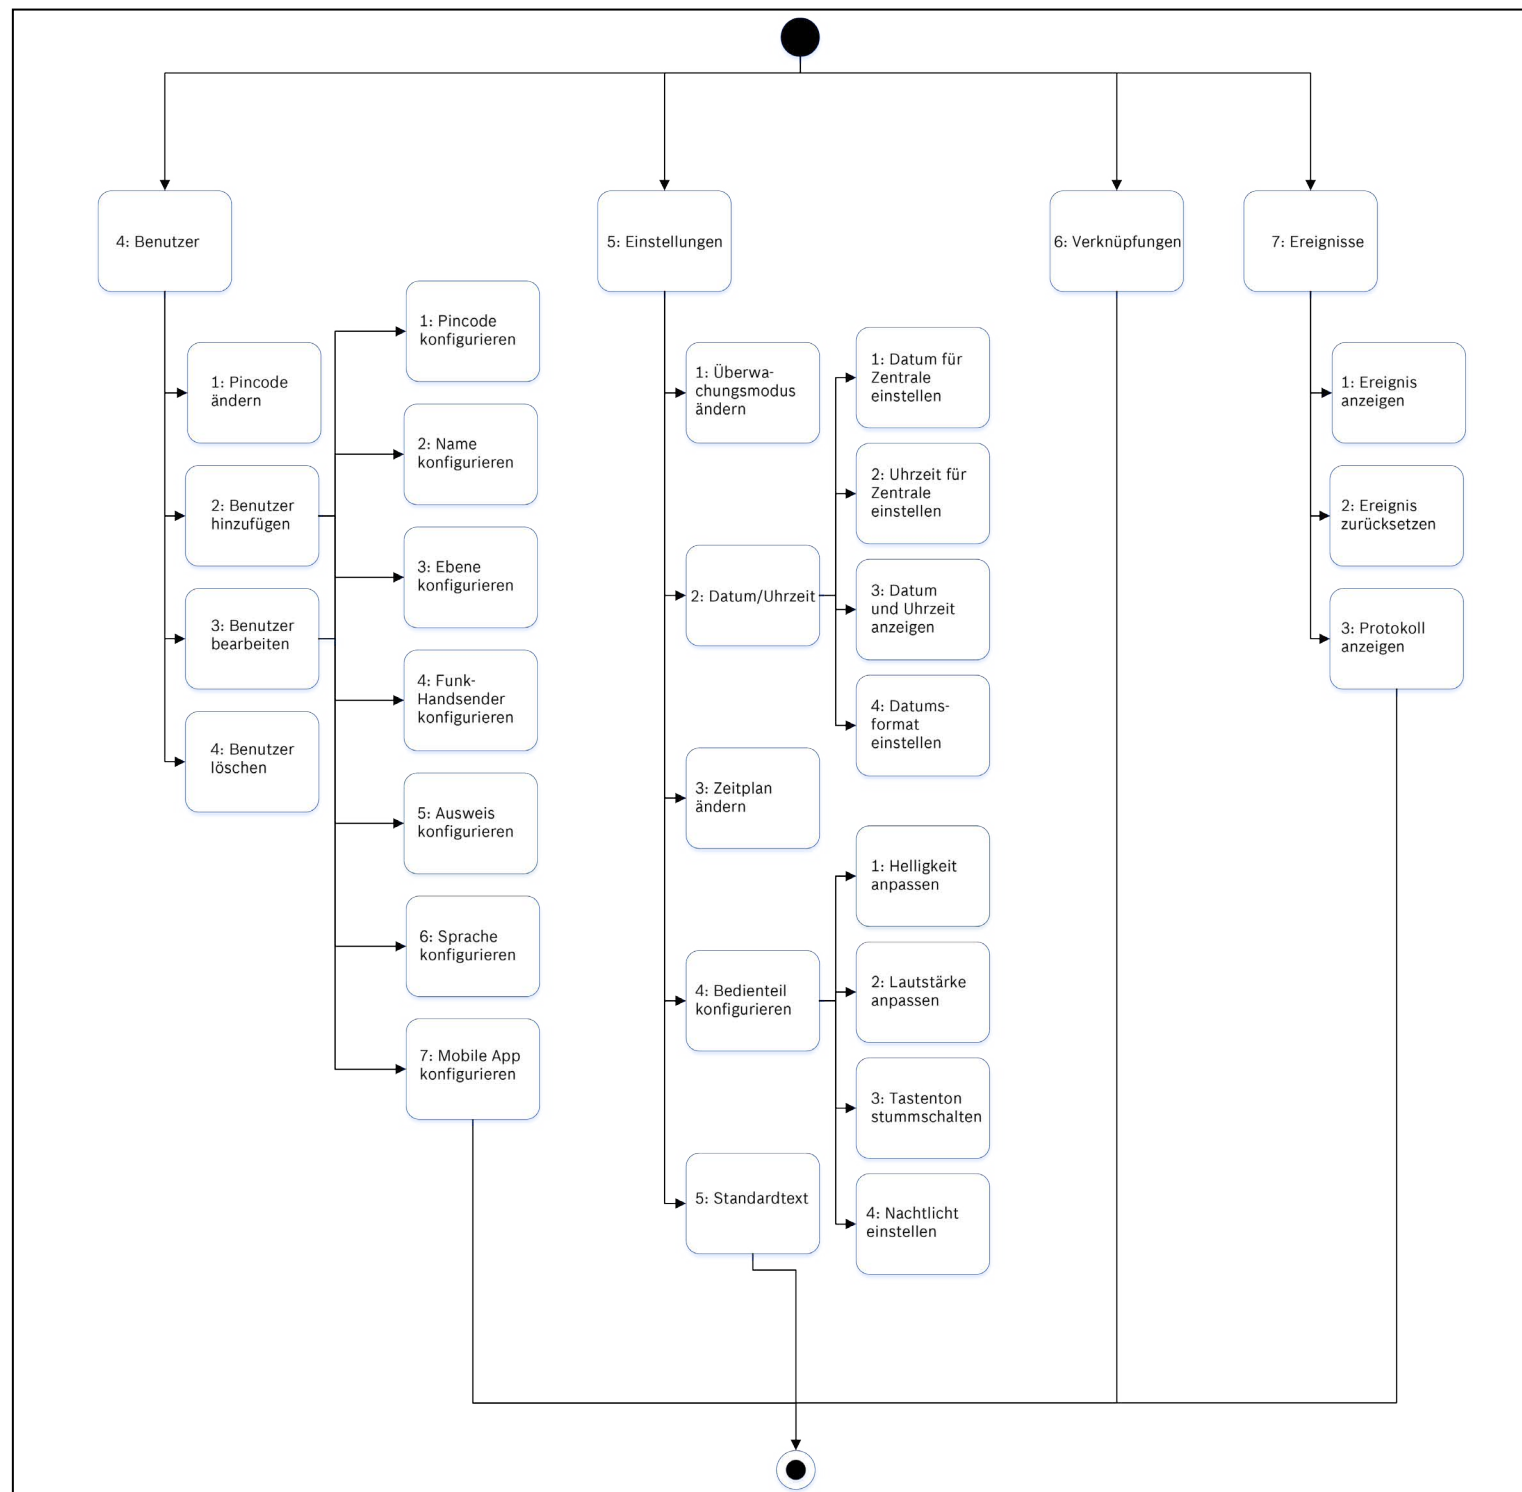 4: Benutzer
1: Pincode
ändern
2: Benutzer
hinzufügen
3: Benutzer
bearbeiten
4: Benutzer
löschen
1: Pincode
konfigurieren
2: Name
konfigurieren
3: Ebene
konfigurieren
4: Funk-
Handsender
konfigurieren
5: Ausweis
konfigurieren
6: Sprache
konfigurieren
7: Mobile App
konfigurieren
5: Einstellungen
1: Überwa-
chungsmodus
ändern
2: Datum/Uhrzeit
3: Zeitplan
ändern
4: Bedienteil
konfigurieren
5: Standardtext
1: Datum für
Zentrale
einstellen
2: Uhrzeit für
Zentrale
einstellen
3: Datum
und Uhrzeit
anzeigen
4: Datums-
format
einstellen
1: Helligkeit
anpassen
2: Lautstärke
anpassen
3: Tastenton
stummschalten
4: Nachtlicht
einstellen
6: Verknüpfungen
7: Ereignisse
1: Ereignis
anzeigen
2: Ereignis
zurücksetzen
3: Protokoll
anzeigen